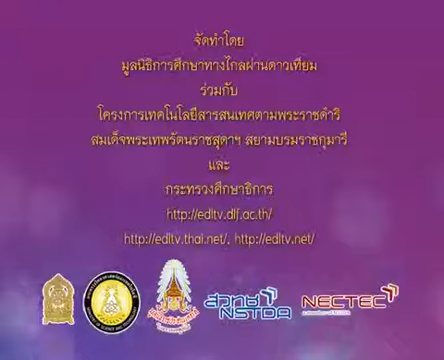 จัดทำโดย
มูลนิธิการศึกษาทางไกลผ่านดาวเทียม
ร่วมกับ
โครงการเทคโนโลยีสารสนเทศตามพระราชดำริ
สมเด็จพระเทพรัตนราชสุดาฯ สยามบรมราชกุมารี
และ
กระทรวงศึกษาธิการ
http://edltv.dlf.ac.th/
http://edltv.thai.net/, http://edltv.net/
สวทช NECTEC
NSTDA